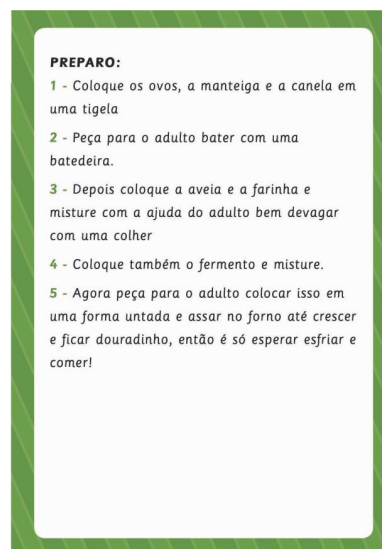 PREPARO:
1 - Coloque os ovos, a manteiga e a canela em
uma tigela
2 - Peça para o adulto bater com uma
batedeira.
3 - Depois coloque a aveia e a farinha e
misture com a ajuda do adulto bem devagar
com uma colher
4 - Coloque também o fermento e misture.
5 - Agora peça para o adulto colocar isso em
uma forma untada e assar no forno até crescer
e ficar douradinho, então é só esperar esfriar e
comer!